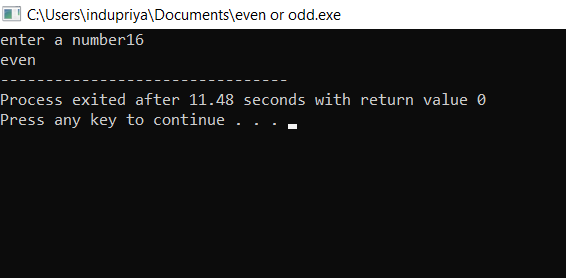 C:\Users\indupriya\Documents\even or odd.exe
enter a number16
even
--------------------------------
Process exited after 11.48 seconds with return value 0
Press any key to continue . . .